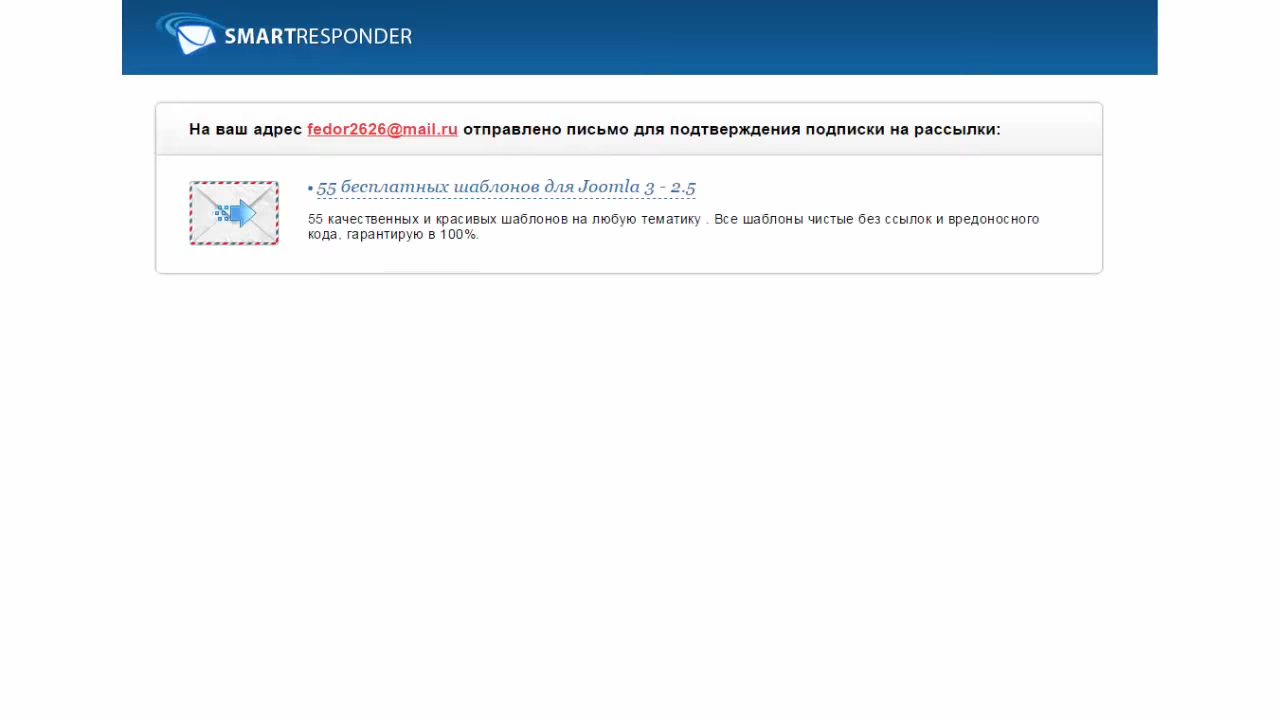 SMARTRESPONDER
На ваш адрес fedor2626@mail.ru отправлено письмо для подтверждения подписки на рассылки:
• 55 бесплатных шаблонов для Joomla 3 - 2.5
55 качественных и красивых шаблонов на любую тематику . Все шаблоны чистые без ссылок и вредоносного
кода, гарантирую в 100%.